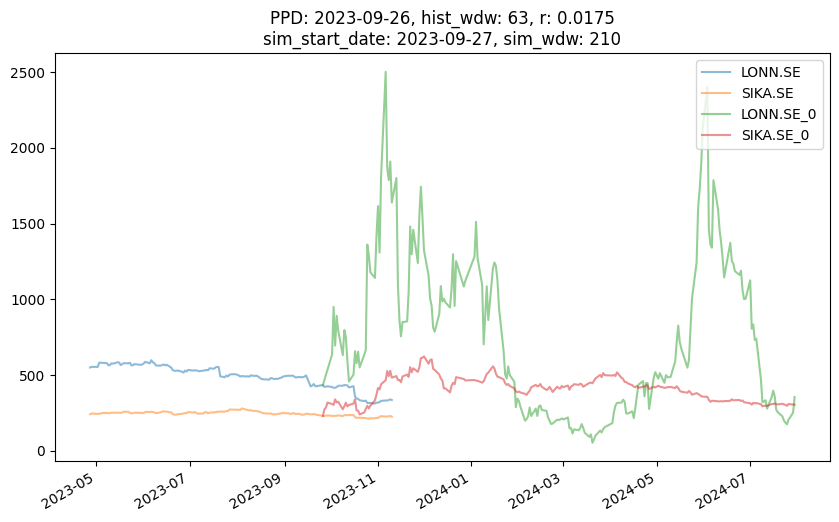 PPD: 2023-09-26, hist_wdw: 63, r: 0.0175
sim_start_date: 2023-09-27, sim_wdw: 210
2500
2000
1500
1000
500
0
LONN.SE
SIKA.SE
LONN.SE_0
SIKA.SE_0
2023-05
2023-07
2023-09
2023-11
2024-01
2024-03
2024-05
2024-07